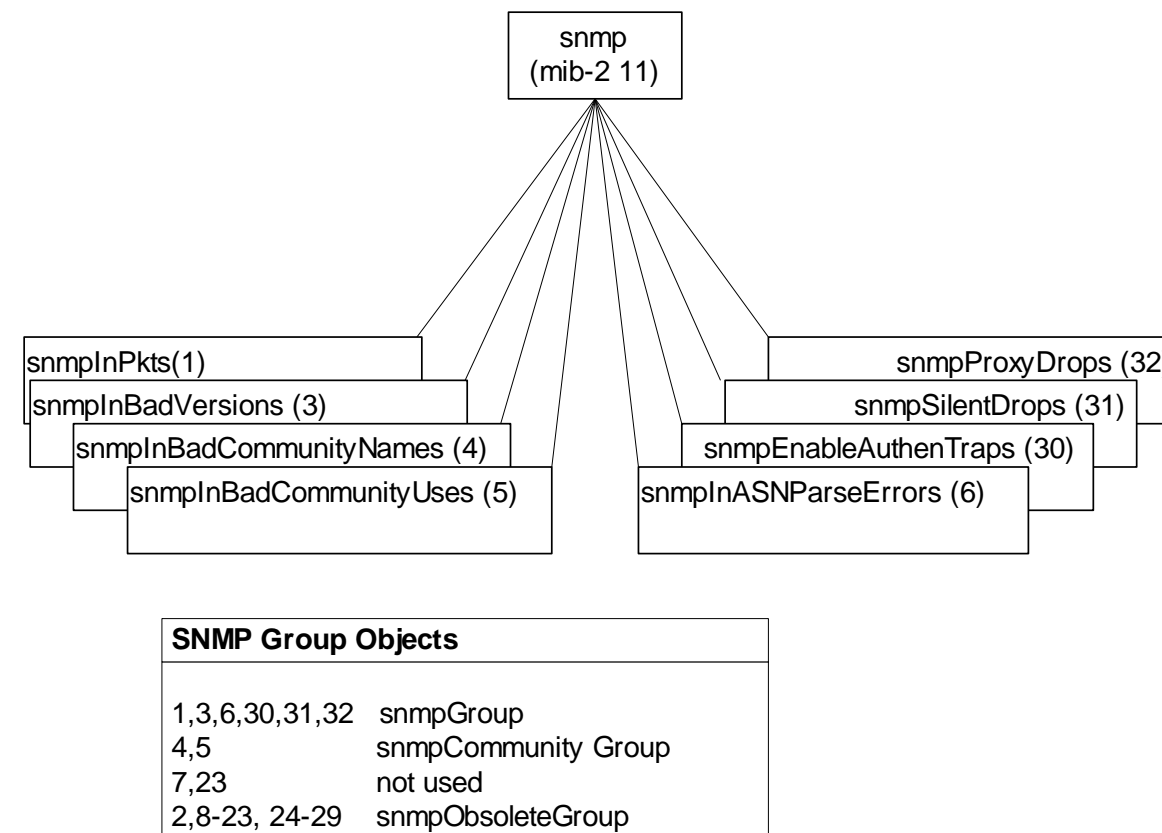 snmp
(mib-2 11)
snmpInPkts(1)
snmpInBadVersions (3)
snmpInBadCommunityNames (4)
snmpInBadCommunityUses (5)
snmpProxyDrops (32
snmpSilentDrops (31)
snmpEnableAuthenTraps (30)
snmpInASNParseErrors (6)
SNMP Group Objects
1,3,6,30,31,32 snmpGroup
4,5 snmpCommunity Group
7,23 not used
2,8-23, 24-29 snmpObsoleteGroup